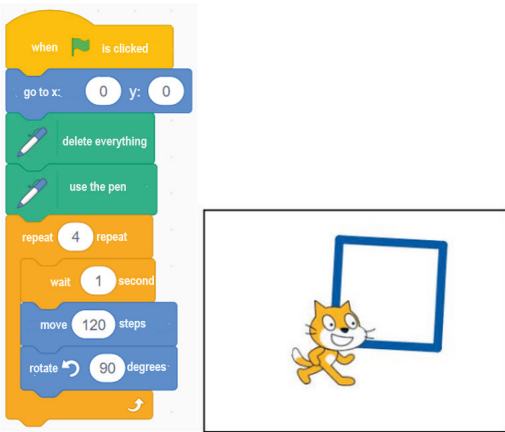 when is clicked
go to x: 0 y: 0
delete everything
use the pen
repeat 4 repeat
wait 1 second
move 120 steps
rotate 90 degrees